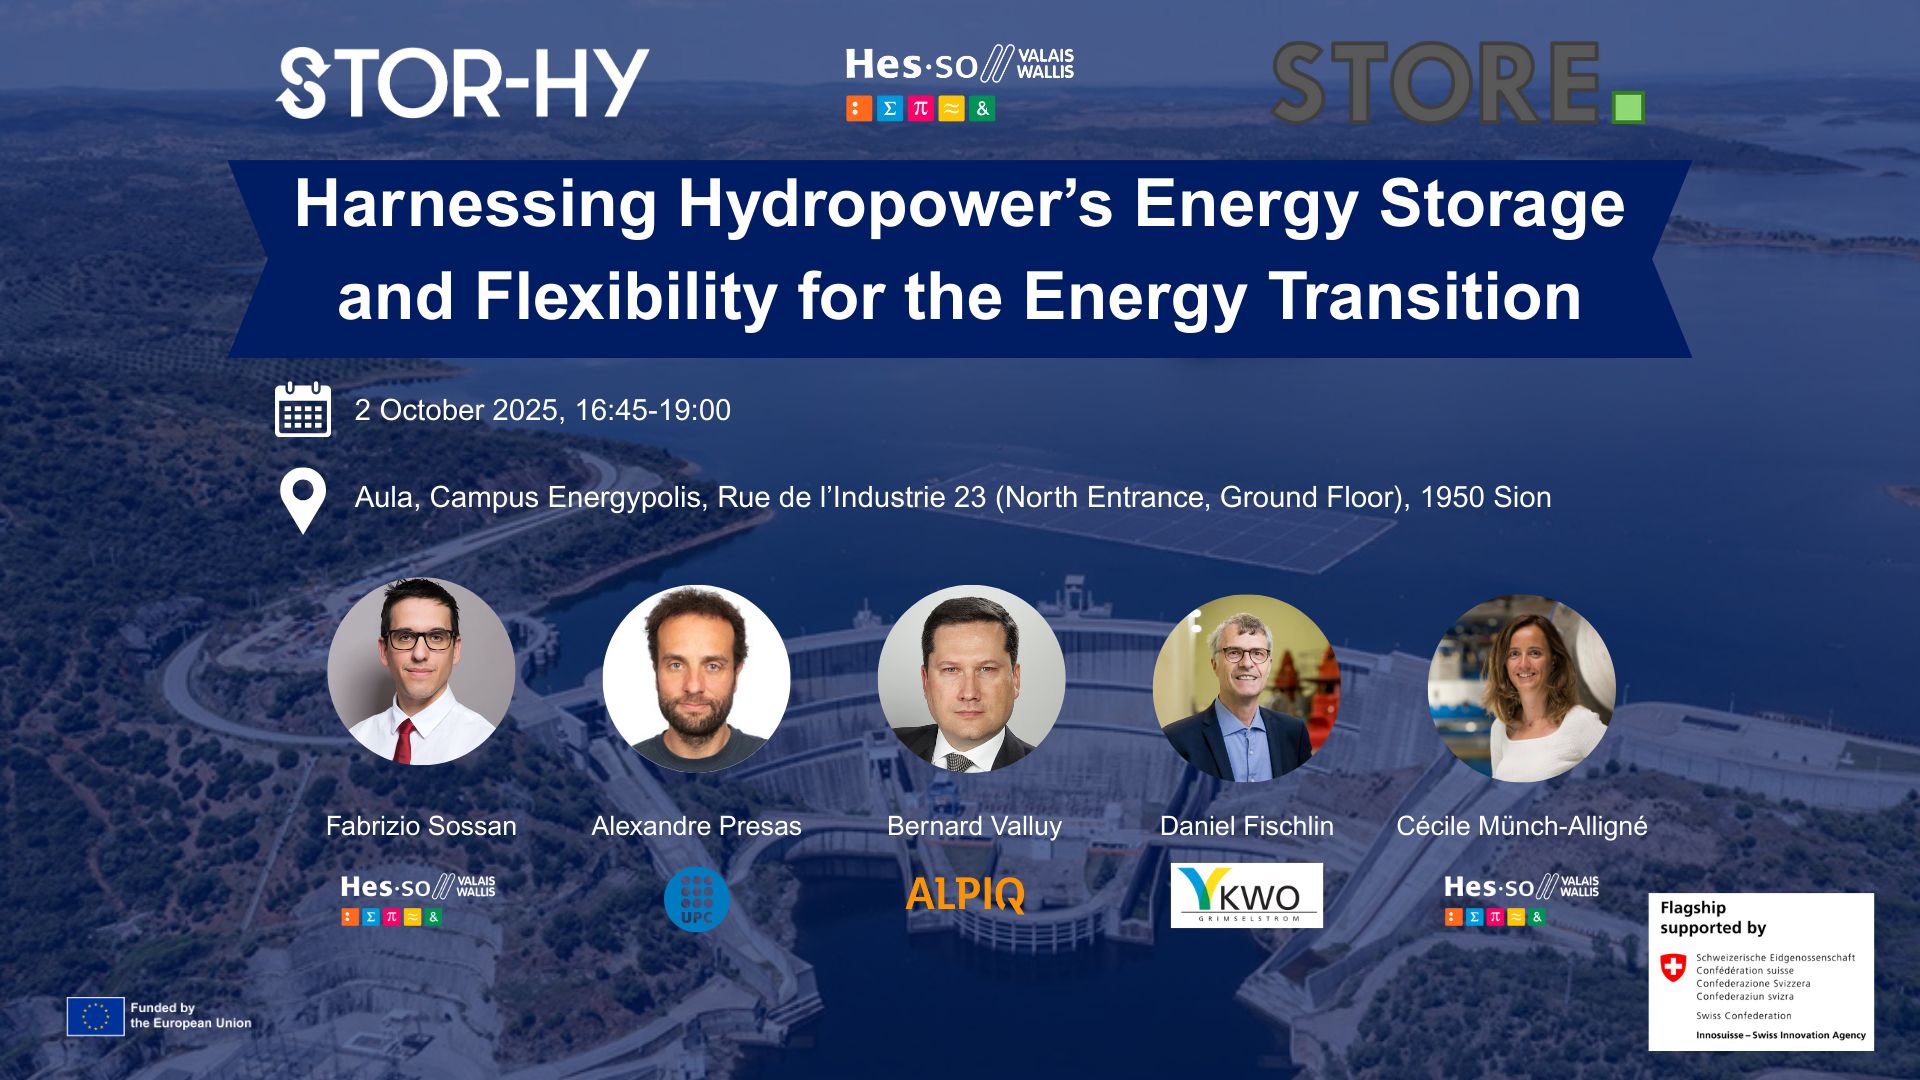 STOR-HY
Hes·so VALAIS
WALLIS
Σ π ≈ &
STORE
Harnessing Hydropower’s Energy Storage
and Flexibility for the Energy Transition
2 October 2025, 16:45-19:00
Aula, Campus Energypolis, Rue de l’Industrie 23 (North Entrance, Ground Floor), 1950 Sion
Fabrizio Sossan
Alexandre Presas
Bernard Valluy
Daniel Fischlin
Cécile Münch-Alligné
Hes·so VALAIS
WALLIS
Σ π ≈ &
UPC
ALPIQ
KWO
GRIMSELSTROM
Hes·so VALAIS
WALLIS
Σ π ≈ &
Flagship
supported by
Schweizerische Eidgenossenschaft
Confédération suisse
Confederazione Svizzera
Confederaziun svizra
Swiss Confederation
Innosuisse – Swiss Innovation Agency
Funded by
the European Union